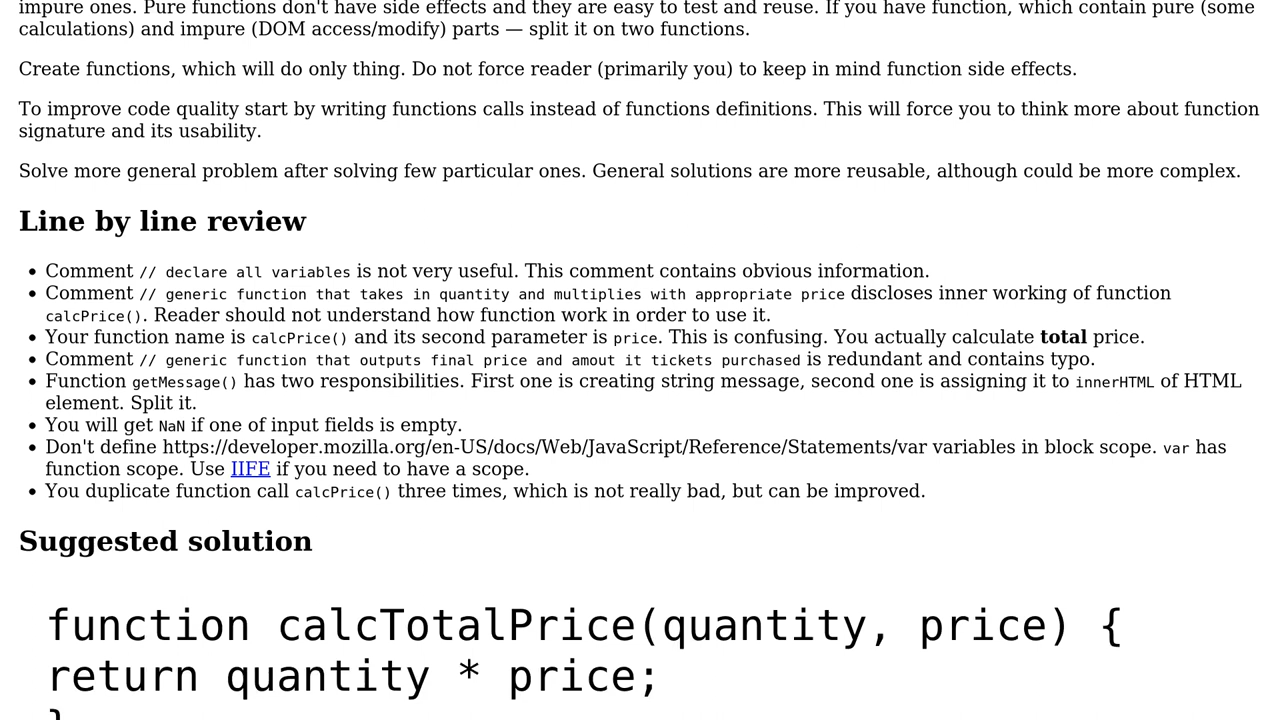 impure ones. Pure functions don't have side effects and they are easy to test and reuse. If you have function, which contain pure (some
calculations) and impure (DOM access/modify) parts — split it on two functions.
Create functions, which will do only thing. Do not force reader (primarily you) to keep in mind function side effects.
To improve code quality start by writing functions calls instead of functions definitions. This will force you to think more about function
signature and its usability.
Solve more general problem after solving few particular ones. General solutions are more reusable, although could be more complex.
Line by line review
• Comment // declare all variables is not very useful. This comment contains obvious information.
• Comment // generic function that takes in quantity and multiplies with appropriate price discloses inner working of function
calcPrice(). Reader should not understand how function work in order to use it.
• Your function name is calcPrice() and its second parameter is price. This is confusing. You actually calculate total price.
• Comment // generic function that outputs final price and amout it tickets purchased is redundant and contains typo.
• Function getMessage() has two responsibilities. First one is creating string message, second one is assigning it to innerHTML of HTML
element. Split it.
• You will get NaN if one of input fields is empty.
• Don't define https://developer.mozilla.org/en-US/docs/Web/JavaScript/Reference/Statements/var variables in block scope. var has
function scope. Use IIFE if you need to have a scope.
• You duplicate function call calcPrice() three times, which is not really bad, but can be improved.
Suggested solution
function calcTotalPrice(quantity, price) {
return quantity * price;
}